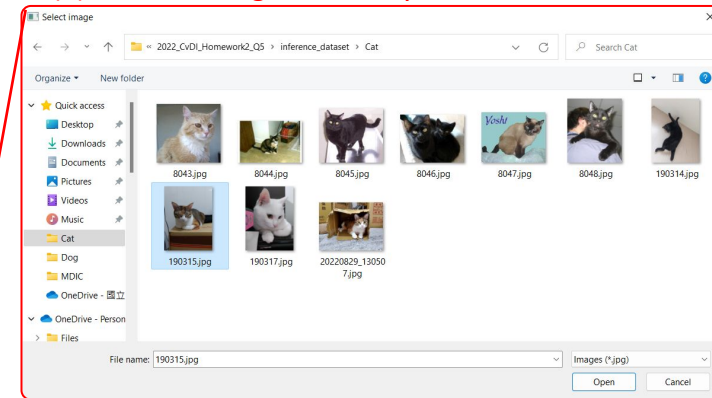 Select image
« 2022_CvDl_Homework2_Q5 > inference_dataset > Cat
Search Cat
Organize
New folder
Quick access
Desktop
Downloads
Documents
Pictures
Videos
Music
Cat
Dog
MDIC
OneDrive - 國立
OneDrive - Person
Files
Yoshi
8043.jpg
8044.jpg
8045.jpg
8046.jpg
8047.jpg
8048.jpg
190314.jpg
190315.jpg
190317.jpg
20220829_13050
7.jpg
File name:
190315.jpg
Images (*.jpg)
Open
Cancel